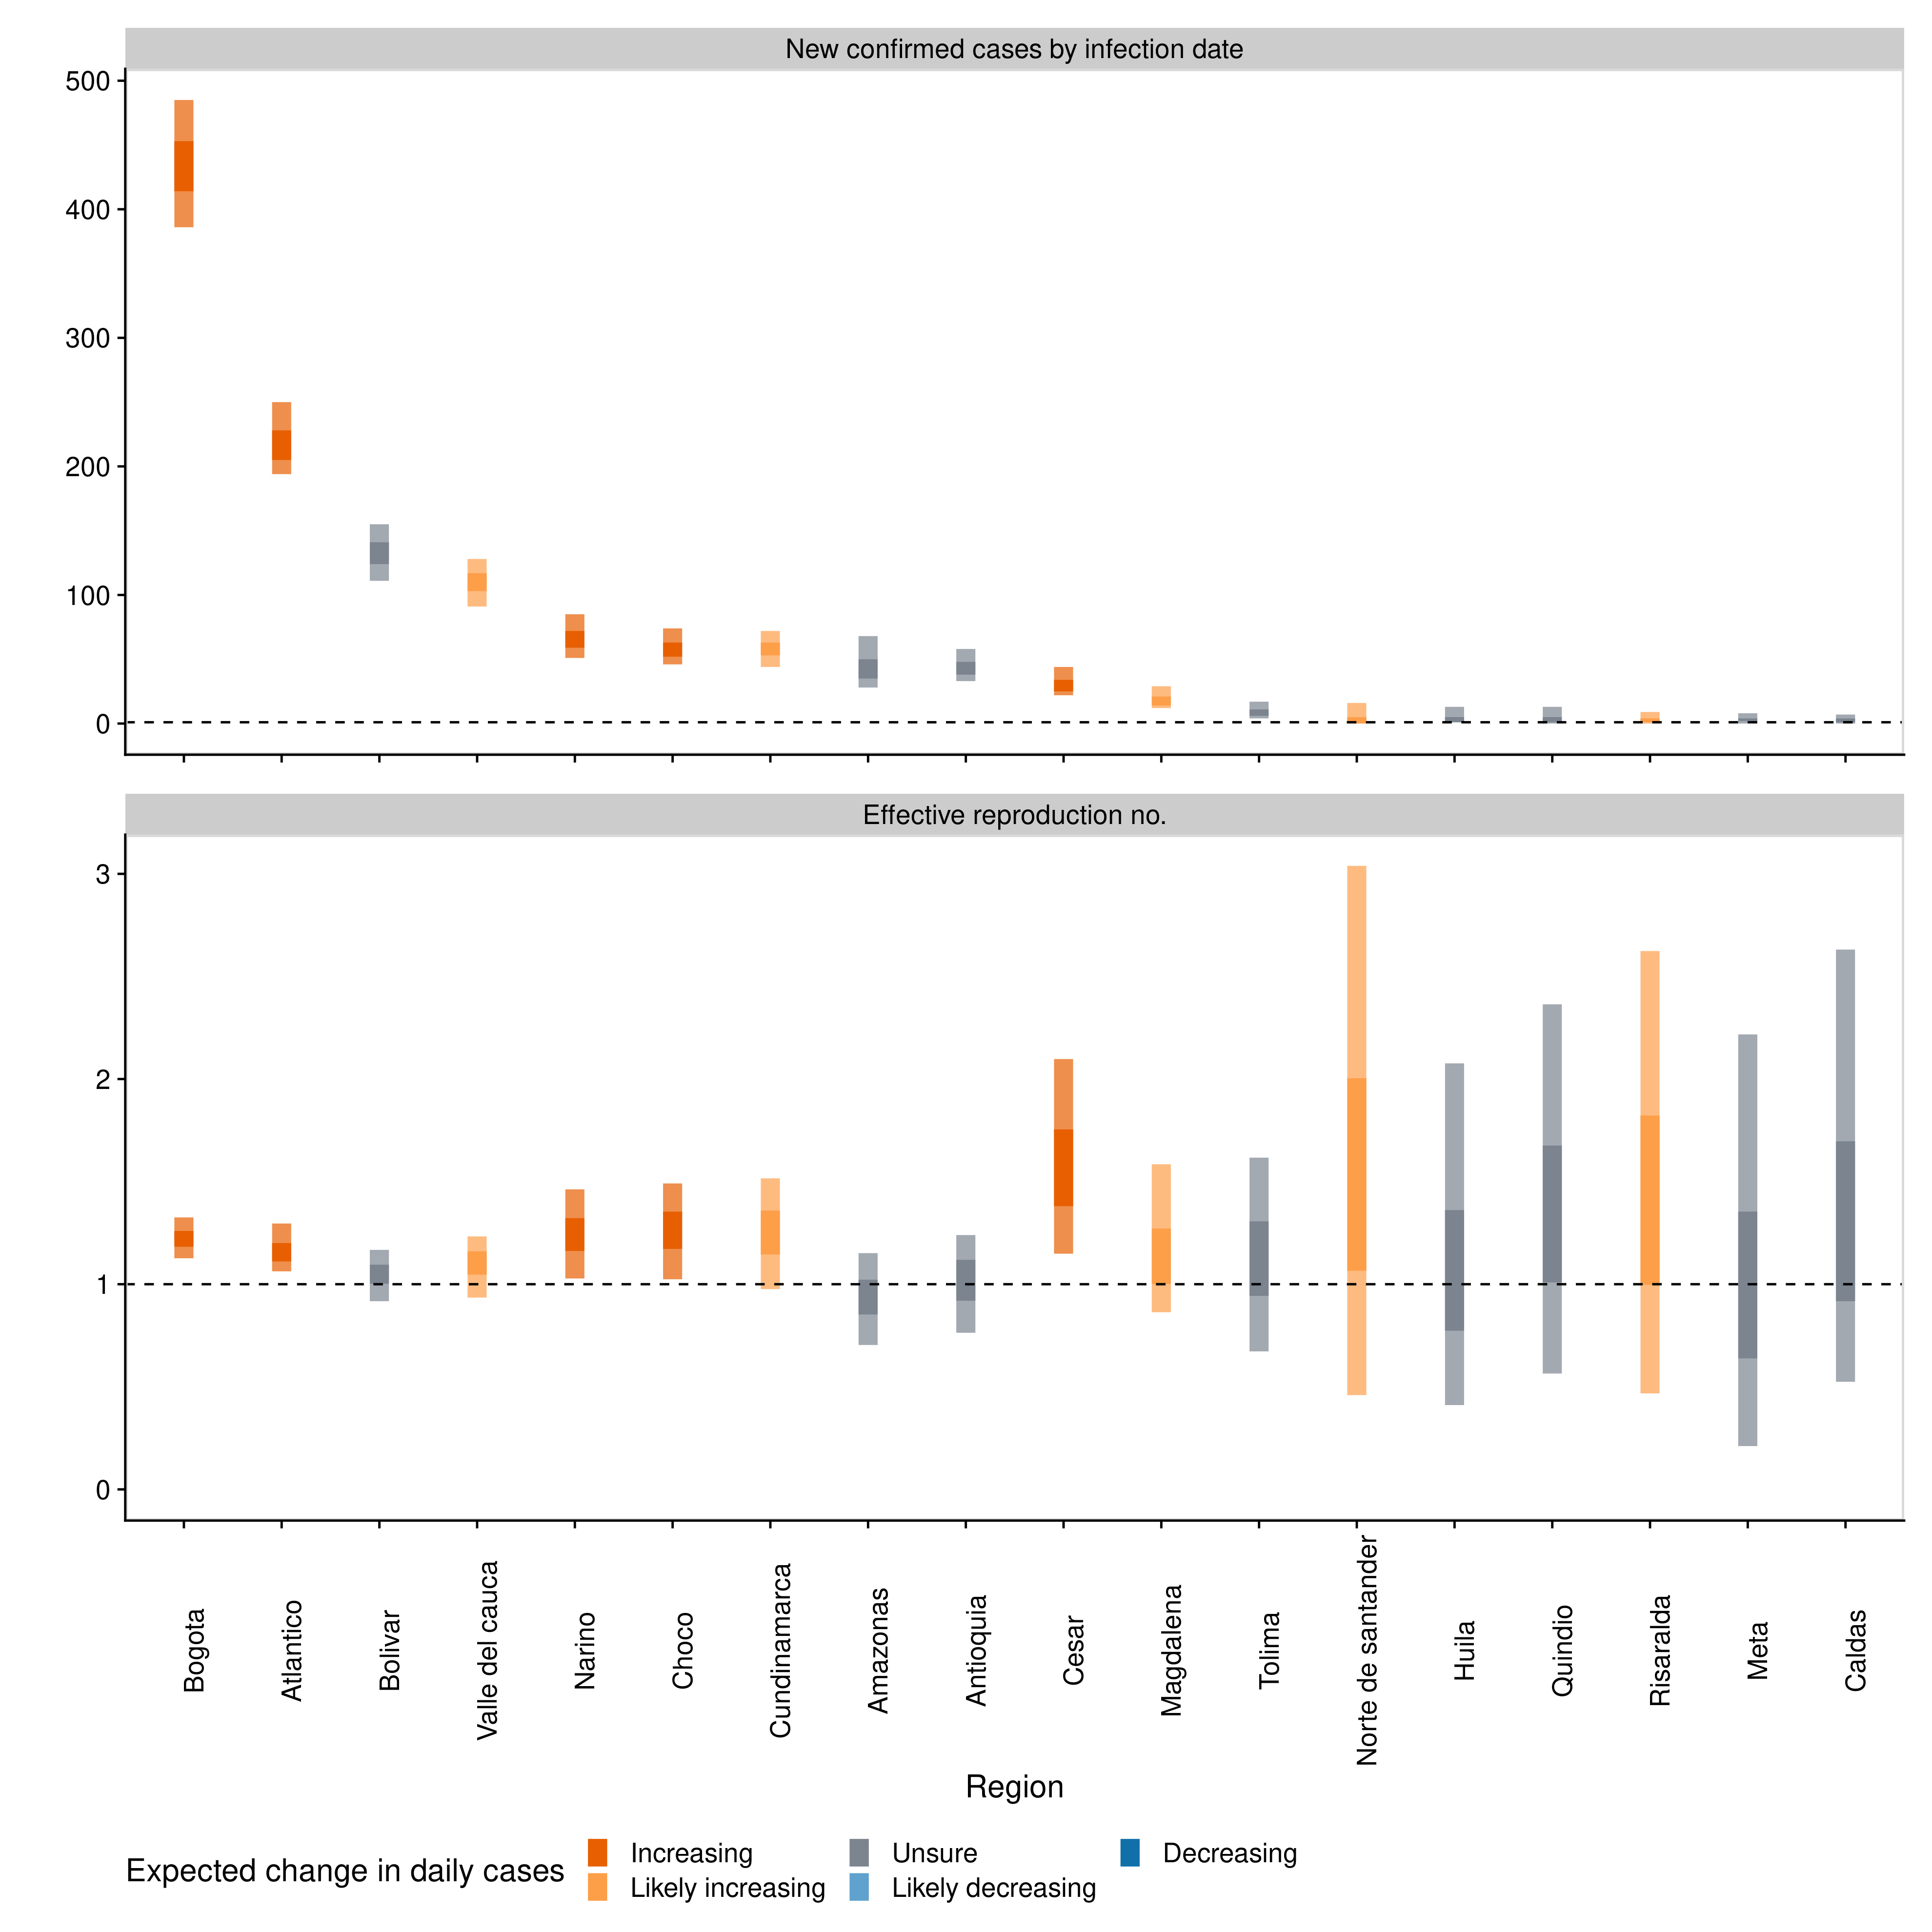 New confirmed cases by infection date
500
400
300
200
100
0
Effective reproduction no.
3
2
1
0
Bogota
Atlantico
Bolivar
Valle del cauca
Narino
Choco
Cundinamarca
Amazonas
Antioquia
Cesar
Magdalena
Tolima
Norte de santander
Huila
Quindio
Risaralda
Meta
Caldas
Region
Expected change in daily cases
Increasing
Unsure
Decreasing
Likely increasing
Likely decreasing